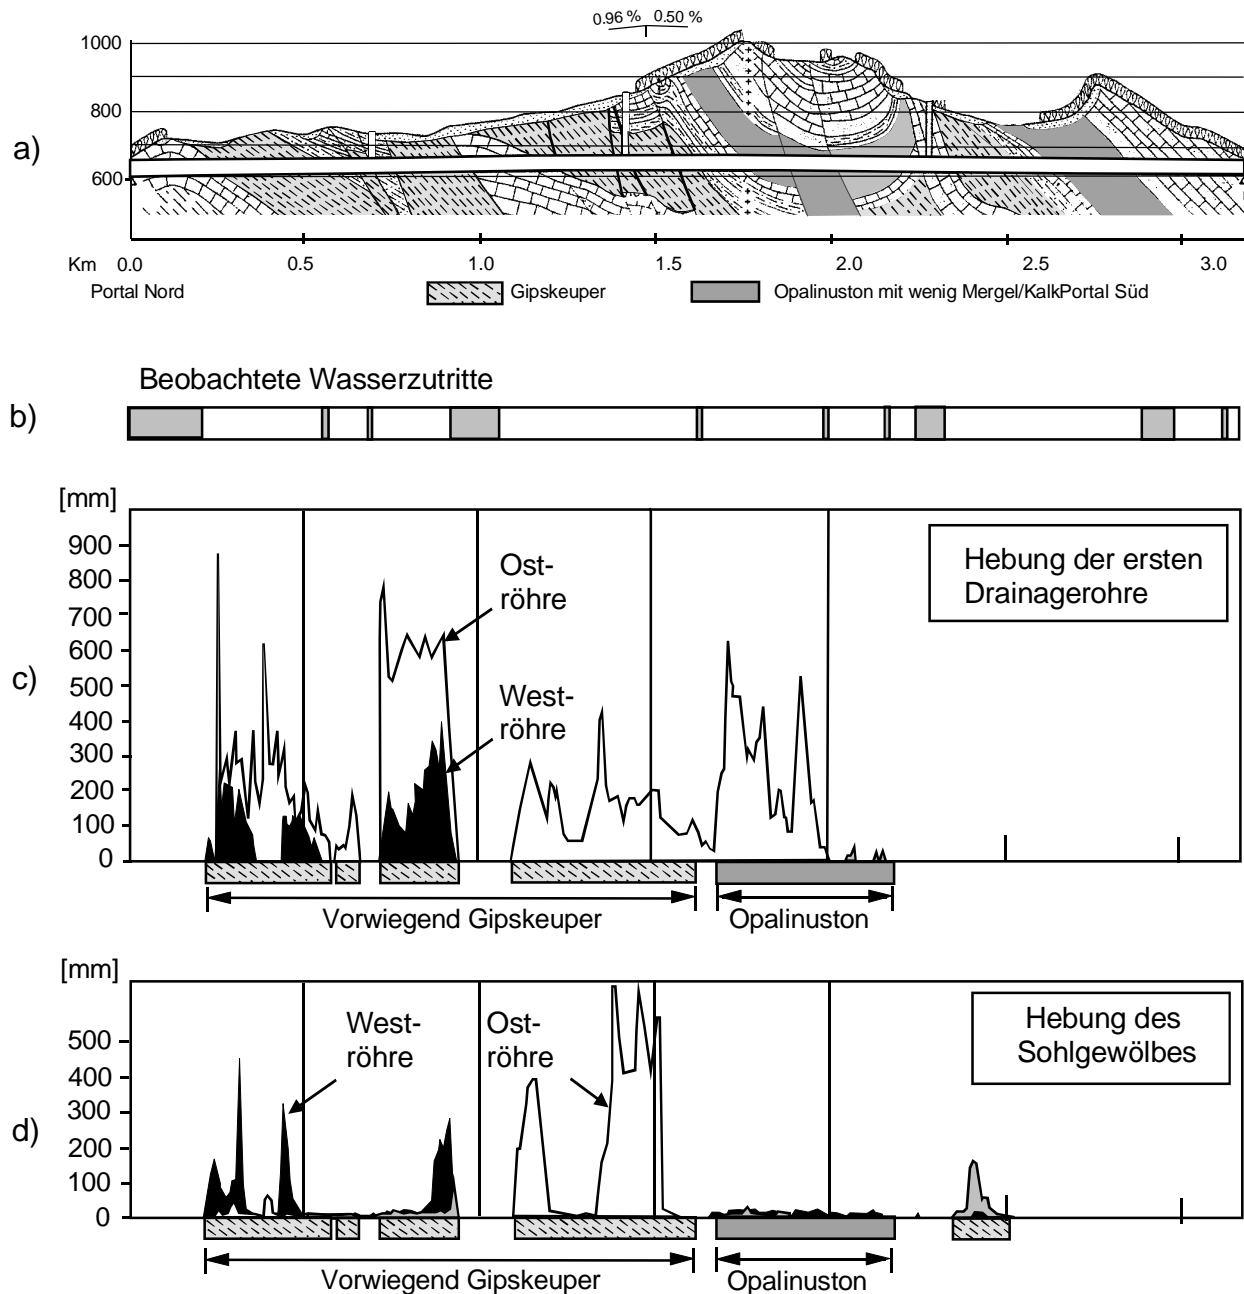 0.96 % 0.50 %
1000
900
800
700
600
a)
Km 0.0 0.5 1.0 1.5 2.0 2.5 3.0
Portal Nord Gipskeuper Opalinuston mit wenig Mergel/KalkPortal Süd
Beobachtete Wasserzutritte
b)
[mm]
900
800
700
600
500
400
300
200
100
0
c)
Ost-
röhre
West-
röhre
Hebung der ersten
Drainagerohre
Vorwiegend Gipskeuper Opalinuston
[mm]
500
400
300
200
100
0
d)
West-
röhre
Ost-
röhre
Hebung des
Sohlgewölbes
Vorwiegend Gipskeuper Opalinuston